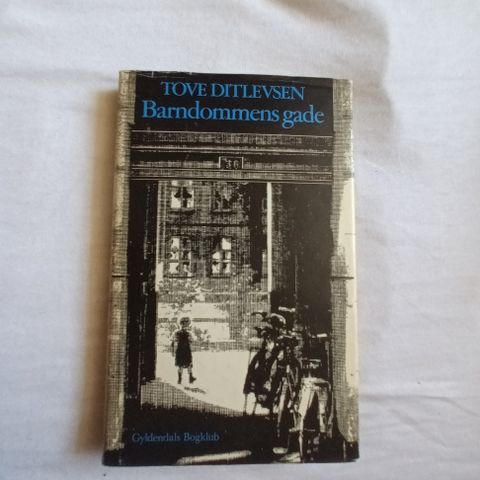 TOVE DITLEVSEN
Barndommens gade
36
Gyldendals Bogklub